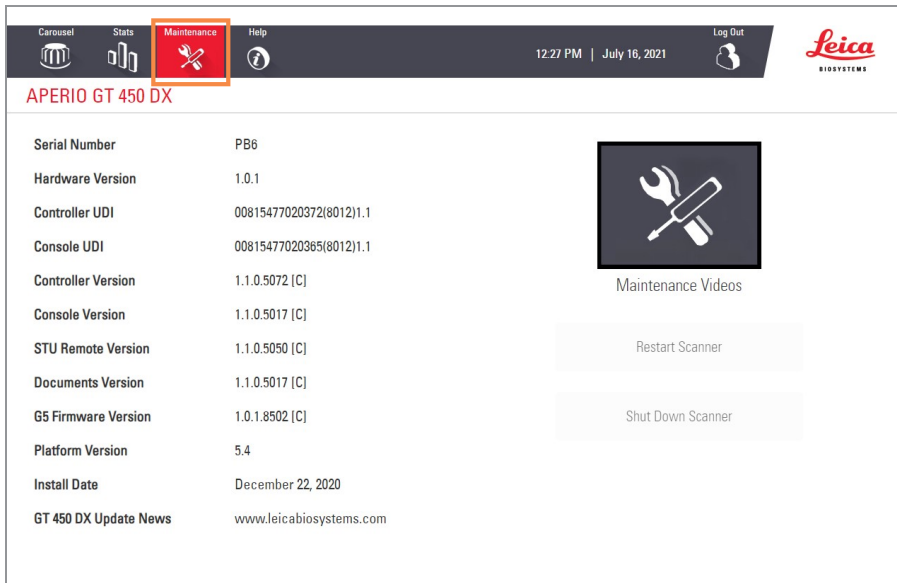 Carousel Stats Maintenance Help Log Out
12:27 PM | July 16, 2021
Leica
BIOSYSTEMS
APERIO GT 450 DX
Serial Number PB6
Hardware Version 1.0.1
Controller UDI 00815477020372(8012)1.1
Console UDI 00815477020365(8012)1.1
Controller Version 1.1.0.5072 [C]
Console Version 1.1.0.5017 [C]
STU Remote Version 1.1.0.5050 [C]
Documents Version 1.1.0.5017 [C]
G5 Firmware Version 1.0.1.8502 [C]
Platform Version 5.4
Install Date December 22, 2020
GT 450 DX Update News www.leicabiosystems.com
Maintenance Videos
Restart Scanner
Shut Down Scanner